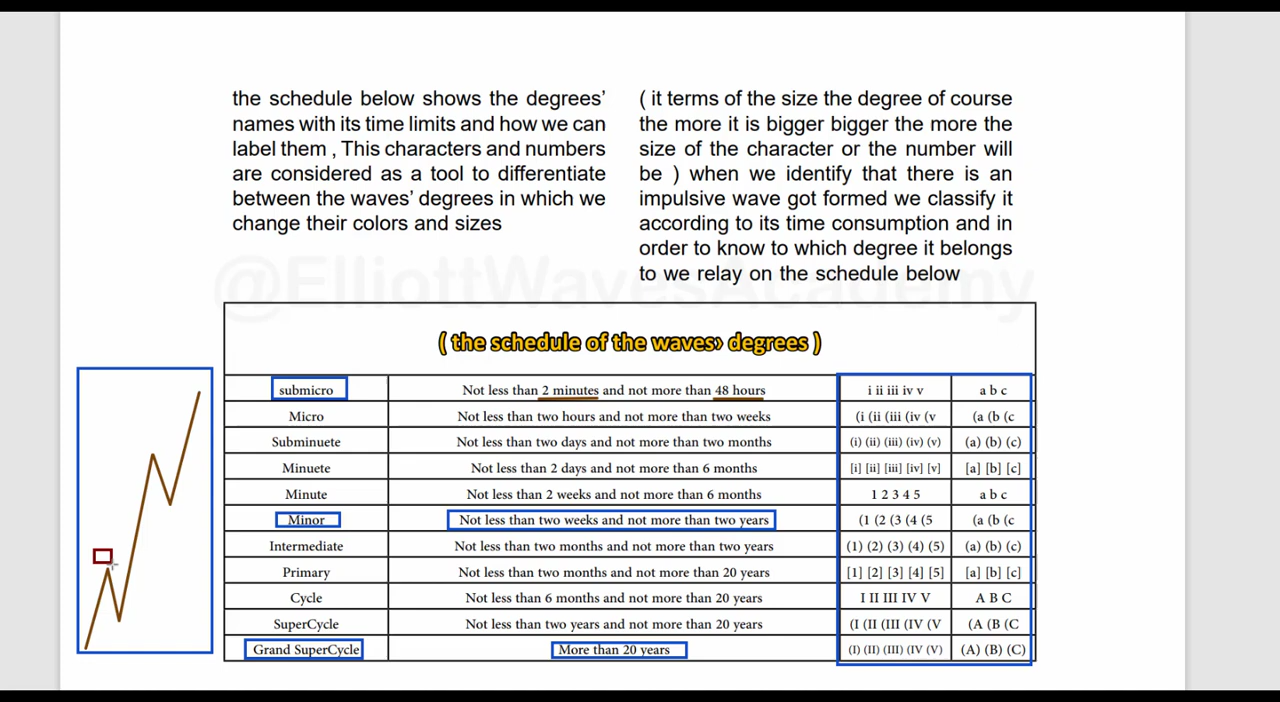 the schedule below shows the degrees'
names with its time limits and how we can
label them , This characters and numbers
are considered as a tool to differentiate
between the waves' degrees in which we
change their colors and sizes
( it terms of the size the degree of course
the more it is bigger bigger the more the
size of the character or the number will
be ) when we identify that there is an
impulsive wave got formed we classify it
according to its time consumption and in
order to know to which degree it belongs
to we relay on the schedule below
@ElliottWavesAcademy
( the schedule of the waves› degrees )
submicro Not less than 2 minutes and not more than 48 hours i ii iii iv v a b c
Micro Not less than two hours and not more than two weeks (i (ii (iii (iv (v (a (b (c
Subminuete Not less than two days and not more than two months (i) (ii) (iii) (iv) (v) (a) (b) (c)
Minuete Not less than 2 days and not more than 6 months [i] [ii] [iii] [iv] [v] [a] [b] [c]
Minute Not less than 2 weeks and not more than 6 months 1 2 3 4 5 a b c
Minor Not less than two weeks and not more than two years (1 (2 (3 (4 (5 (a (b (c
Intermediate Not less than two months and not more than two years (1) (2) (3) (4) (5) (a) (b) (c)
Primary Not less than two months and not more than 20 years [1] [2] [3] [4] [5] [a] [b] [c]
Cycle Not less than 6 months and not more than 20 years I II III IV V A B C
SuperCycle Not less than two years and not more than 20 years (I (II (III (IV (V (A (B (C
Grand SuperCycle More than 20 years (I) (II) (III) (IV (V) (A) (B) (C)